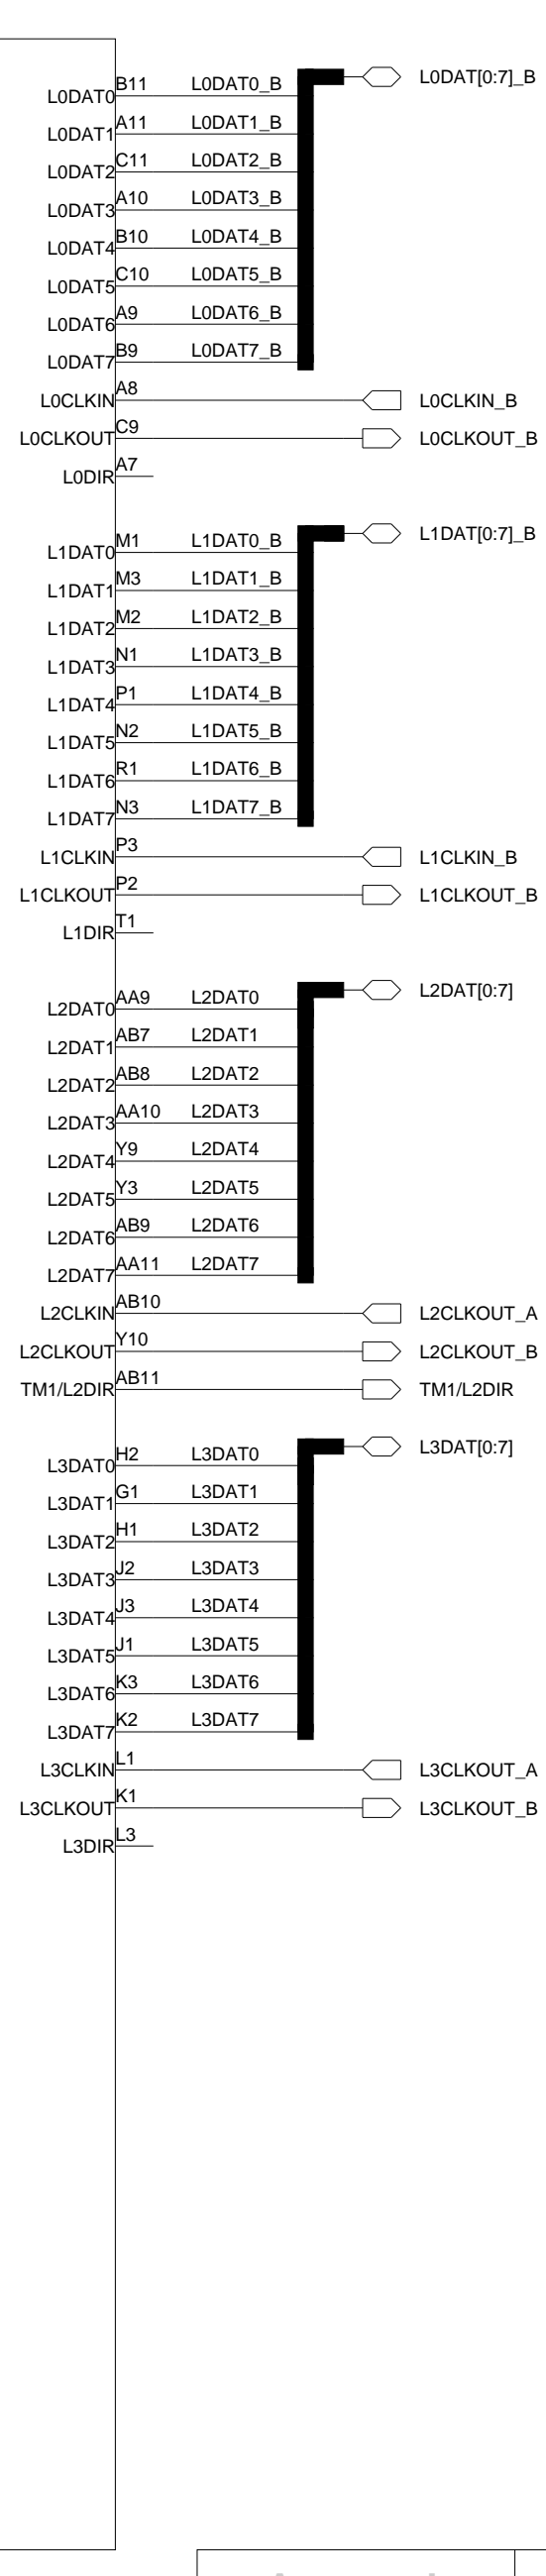 L0DAT0 B11 L0DAT0_B L0DAT[0:7]_B
L0DAT1 A11 L0DAT1_B
L0DAT2 C11 L0DAT2_B
L0DAT3 A10 L0DAT3_B
L0DAT4 B10 L0DAT4_B
L0DAT5 C10 L0DAT5_B
L0DAT6 A9 L0DAT6_B
L0DAT7 B9 L0DAT7_B
L0CLKIN A8 L0CLKIN_B
L0CLKOUT C9 L0CLKOUT_B
L0DIR A7
L1DAT0 M1 L1DAT0_B L1DAT[0:7]_B
L1DAT1 M3 L1DAT1_B
L1DAT2 M2 L1DAT2_B
L1DAT3 N1 L1DAT3_B
L1DAT4 P1 L1DAT4_B
L1DAT5 N2 L1DAT5_B
L1DAT6 R1 L1DAT6_B
L1DAT7 N3 L1DAT7_B
L1CLKIN P3 L1CLKIN_B
L1CLKOUT P2 L1CLKOUT_B
L1DIR T1
L2DAT0 AA9 L2DAT0 L2DAT[0:7]
L2DAT1 AB7 L2DAT1
L2DAT2 AB8 L2DAT2
L2DAT3 AA10 L2DAT3
L2DAT4 Y9 L2DAT4
L2DAT5 Y3 L2DAT5
L2DAT6 AB9 L2DAT6
L2DAT7 AA11 L2DAT7
L2CLKIN AB10 L2CLKOUT_A
L2CLKOUT Y10 L2CLKOUT_B
TM1/L2DIR AB11 TM1/L2DIR
L3DAT0 H2 L3DAT0 L3DAT[0:7]
L3DAT1 G1 L3DAT1
L3DAT2 H1 L3DAT2
L3DAT3 J2 L3DAT3
L3DAT4 J3 L3DAT4
L3DAT5 J1 L3DAT5
L3DAT6 K3 L3DAT6
L3DAT7 K2 L3DAT7
L3CLKIN L1 L3CLKOUT_A
L3CLKOUT K1 L3CLKOUT_B
L3DIR L3